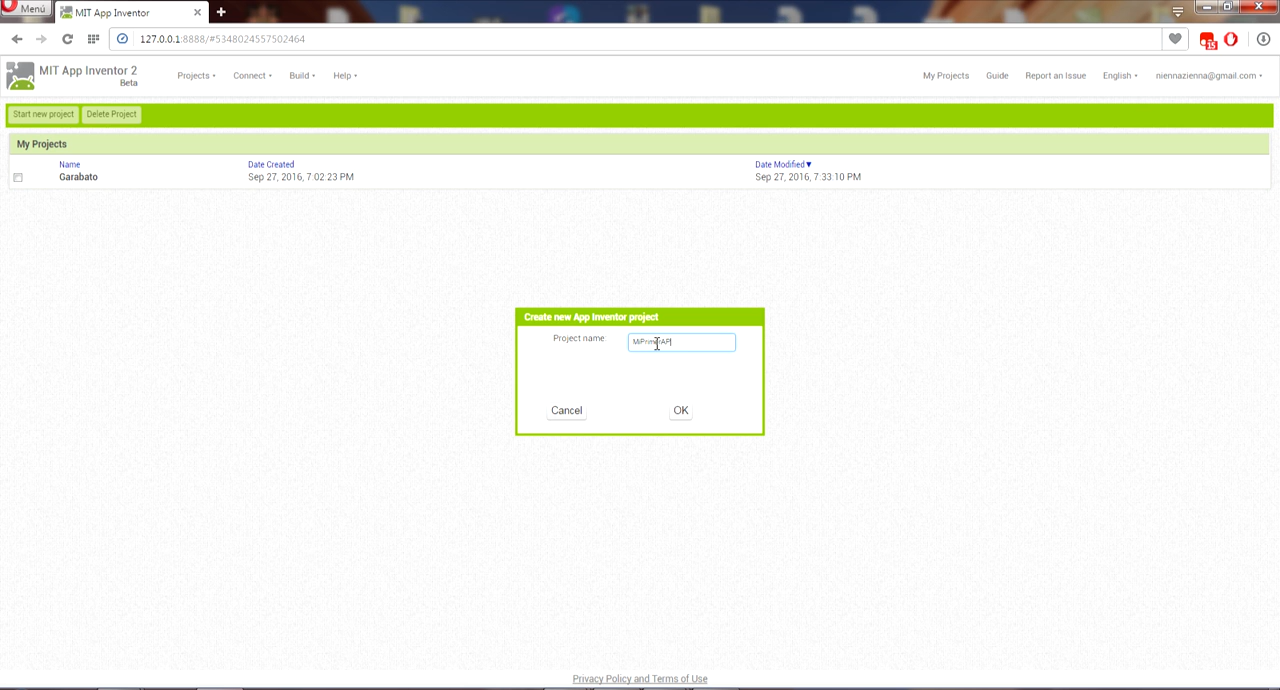 Menú
MIT App Inventor
127.0.0.1:8888/#5348024557502464
15
MIT App Inventor 2
Beta
Projects
Connect
Build
Help
My Projects
Guide
Report an Issue
English
niennazienna@gmail.com
Start new project
Delete Project
My Projects
Name
Date Created
Date Modified
Garabato
Sep 27, 2016, 7:02:23 PM
Sep 27, 2016, 7:33:10 PM
Create new App Inventor project
Project name:
Cancel
OK
Privacy Policy and Terms of Use